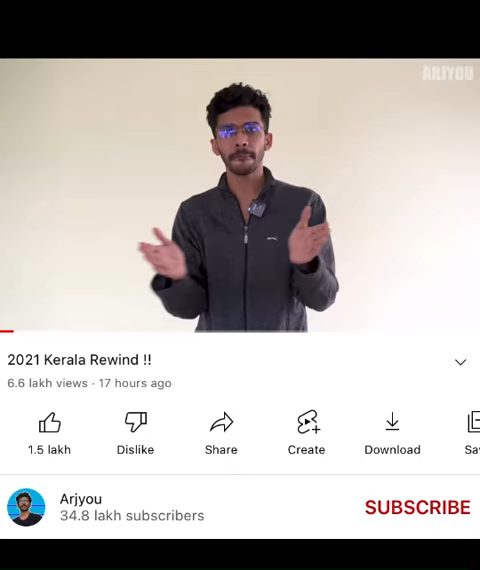 ARJYOU
2021 Kerala Rewind !!
6.6 lakh views · 17 hours ago
1.5 lakh Dislike Share Create Download Sav
Arjyou
34.8 lakh subscribers
SUBSCRIBE